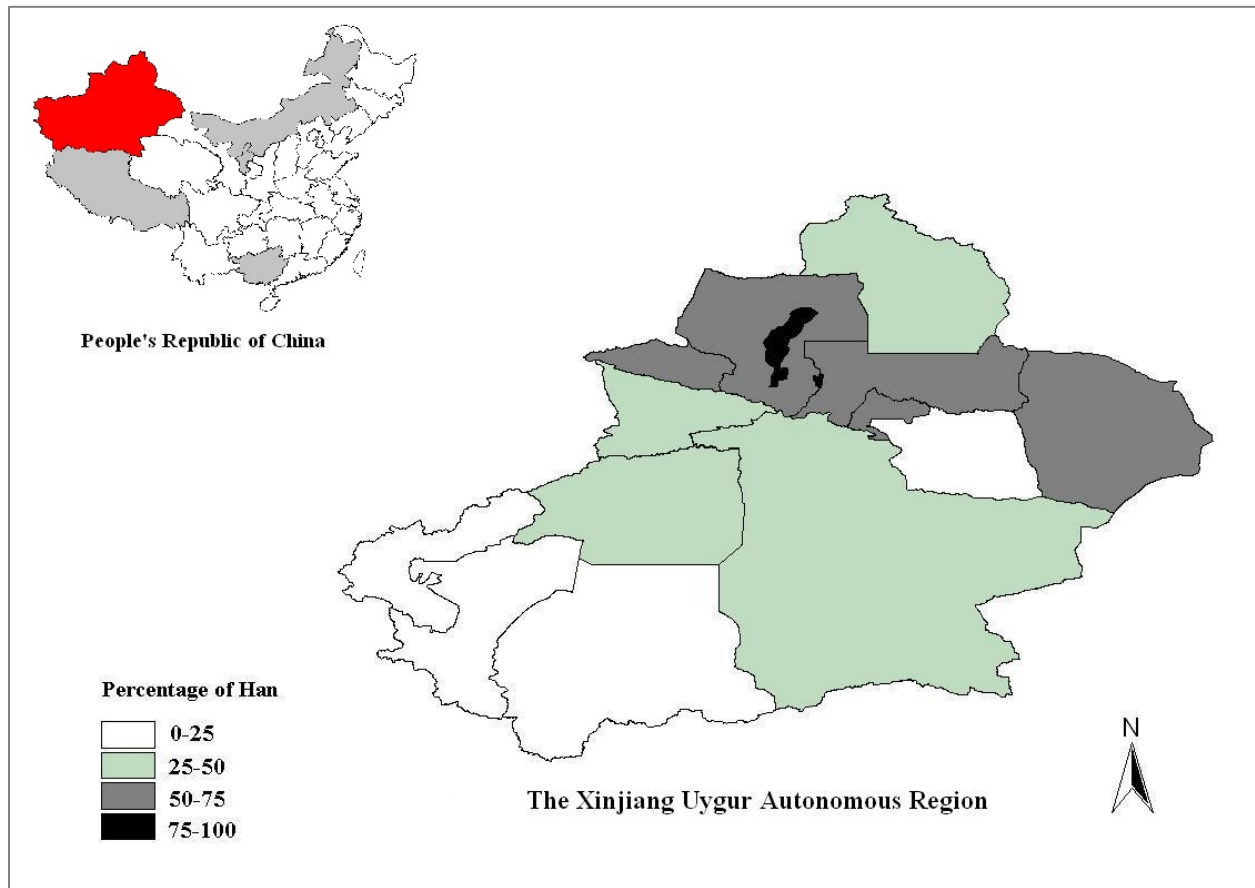 People's Republic of China
Percentage of Han
0-25
25-50
50-75
75-100
The Xinjiang Uygur Autonomous Region
N